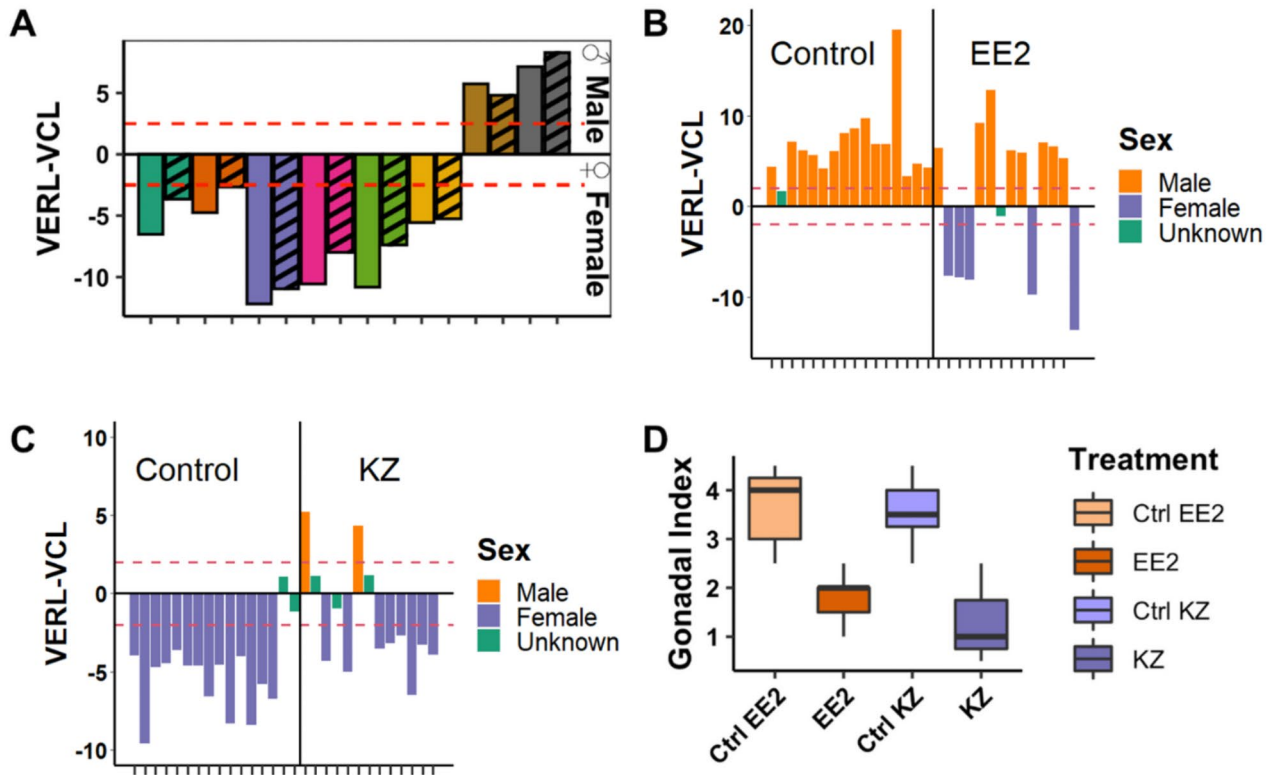 A
VERL-VCL
5
0
-5
-10
♂ Male
♀ Female
B
VERL-VCL
20
10
0
-10
Control
EE2
Sex
Male
Female
Unknown
C
VERL-VCL
10
5
0
-5
-10
Control
KZ
Sex
Male
Female
Unknown
D
Gonadal Index
4
3
2
1
Ctrl EE2
EE2
Ctrl KZ
KZ
Treatment
Ctrl EE2
EE2
Ctrl KZ
KZ